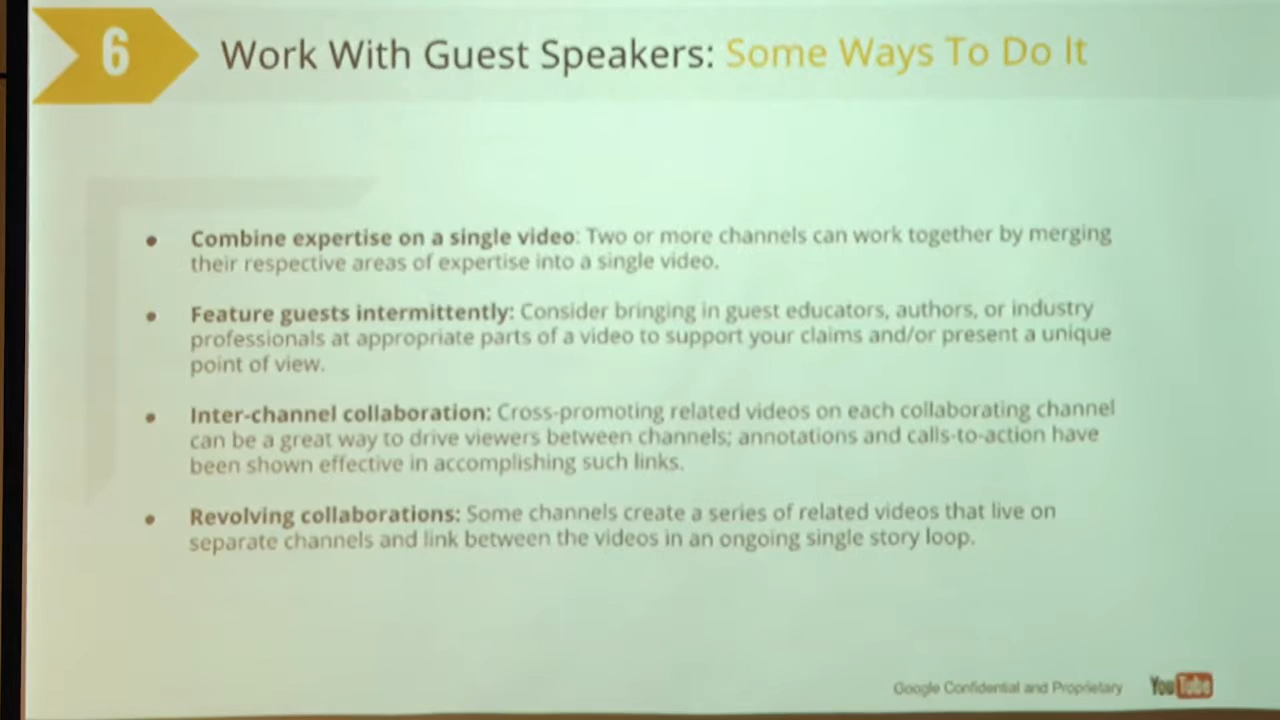 6
Work With Guest Speakers: Some Ways To Do It
• Combine expertise on a single video: Two or more channels can work together by merging
their respective areas of expertise into a single video.
• Feature guests intermittently: Consider bringing in guest educators, authors, or industry
professionals at appropriate parts of a video to support your claims and/or present a unique
point of view.
• Inter-channel collaboration: Cross-promoting related videos on each collaborating channel
can be a great way to drive viewers between channels; annotations and calls-to-action have
been shown effective in accomplishing such links.
• Revolving collaborations: Some channels create a series of related videos that live on
separate channels and link between the videos in an ongoing single story loop.
Google Confidential and Proprietary
YouTube